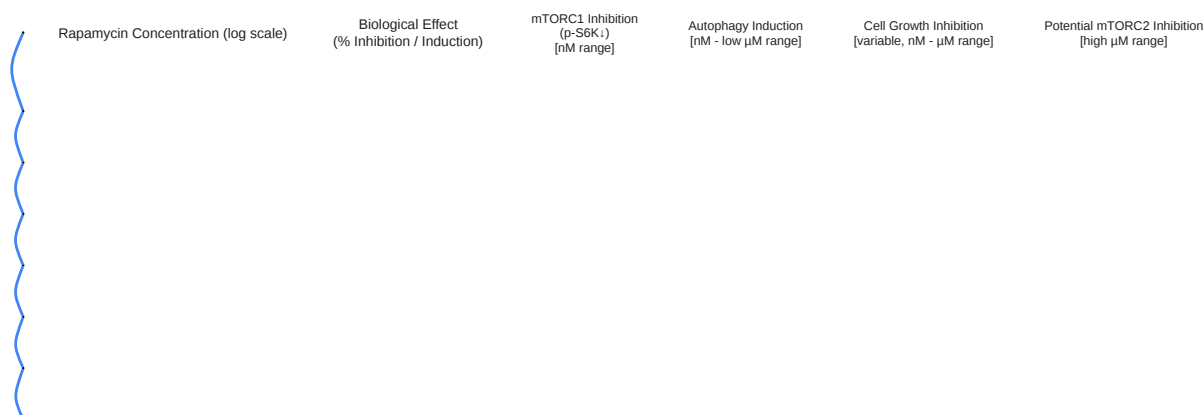 Rapamycin Concentration (log scale)
Biological Effect
(% Inhibition / Induction)
mTORC1 Inhibition
(p-S6K↓)
[nM range]
Autophagy Induction
[nM - low µM range]
Cell Growth Inhibition
[variable, nM - µM range]
Potential mTORC2 Inhibition
[high µM range]